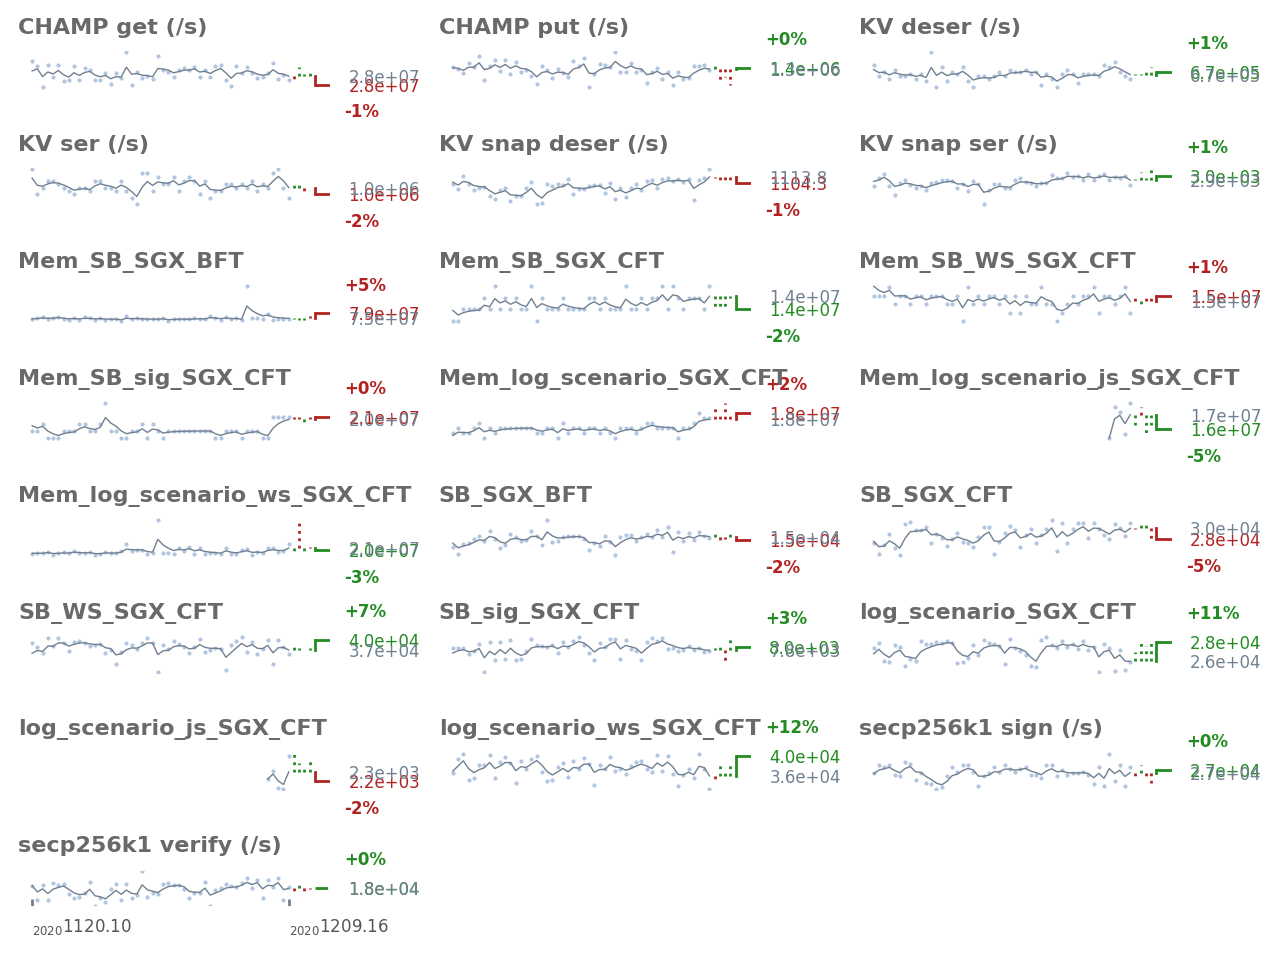 CHAMP get (/s)
2.8e+07
2.8e+07
-1%
CHAMP put (/s)
+0%
1.4e+06
KV deser (/s)
+1%
6.7e+05
6.7e+05
KV ser (/s)
1.0e+06
1.0e+06
-2%
KV snap deser (/s)
1113.8
1104.3
-1%
KV snap ser (/s)
+1%
3.0e+03
2.9e+03
Mem_SB_SGX_BFT
+5%
7.9e+07
7.5e+07
Mem_SB_SGX_CFT
1.4e+07
1.4e+07
-2%
Mem_SB_WS_SGX_CFT
+1%
1.5e+07
1.5e+07
Mem_SB_sig_SGX_CFT
+0%
2.1e+07
2.0e+07
Mem_log_scenario_SGX_CFT
+2%
1.8e+07
1.8e+07
Mem_log_scenario_js_SGX_CFT
1.7e+07
1.6e+07
-5%
Mem_log_scenario_ws_SGX_CFT
2.1e+07
2.0e+07
-3%
SB_SGX_BFT
1.5e+04
1.5e+04
-2%
SB_SGX_CFT
3.0e+04
2.8e+04
-5%
SB_WS_SGX_CFT
+7%
4.0e+04
3.7e+04
SB_sig_SGX_CFT
+3%
8.0e+03
7.8e+03
log_scenario_SGX_CFT
+11%
2.8e+04
2.6e+04
log_scenario_js_SGX_CFT
2.3e+03
2.2e+03
-2%
log_scenario_ws_SGX_CFT
+12%
4.0e+04
3.6e+04
secp256k1 sign (/s)
+0%
2.7e+04
2.7e+04
secp256k1 verify (/s)
+0%
1.8e+04
2020 1120.10
2020 1209.16